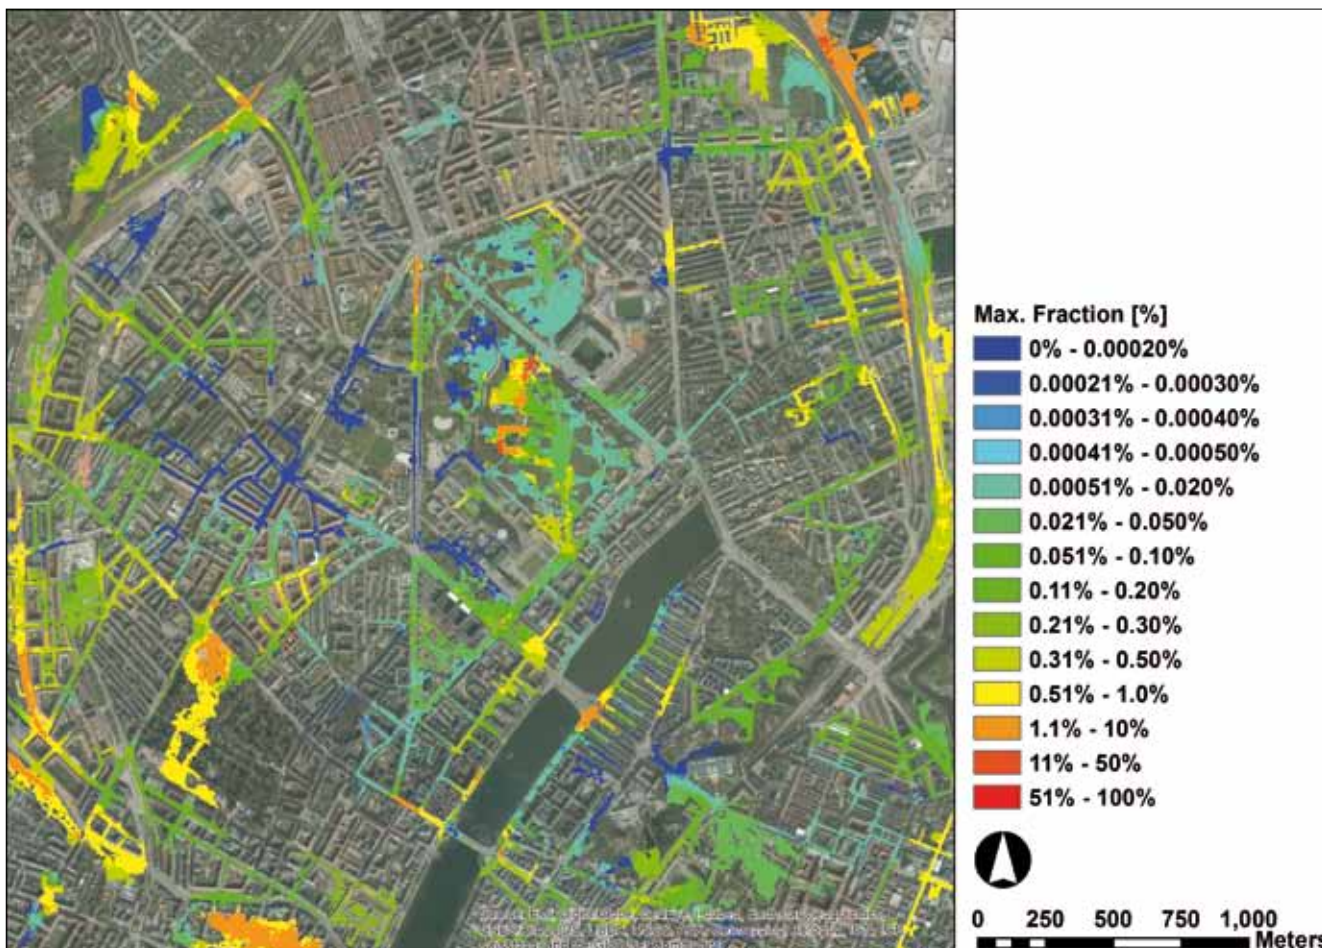 Max. Fraction [%]
0% - 0.00020%
0.00021% - 0.00030%
0.00031% - 0.00040%
0.00041% - 0.00050%
0.00051% - 0.020%
0.021% - 0.050%
0.051% - 0.10%
0.11% - 0.20%
0.21% - 0.30%
0.31% - 0.50%
0.51% - 1.0%
1.1% - 10%
11% - 50%
51% - 100%
0 250 500 750 1,000
Meters